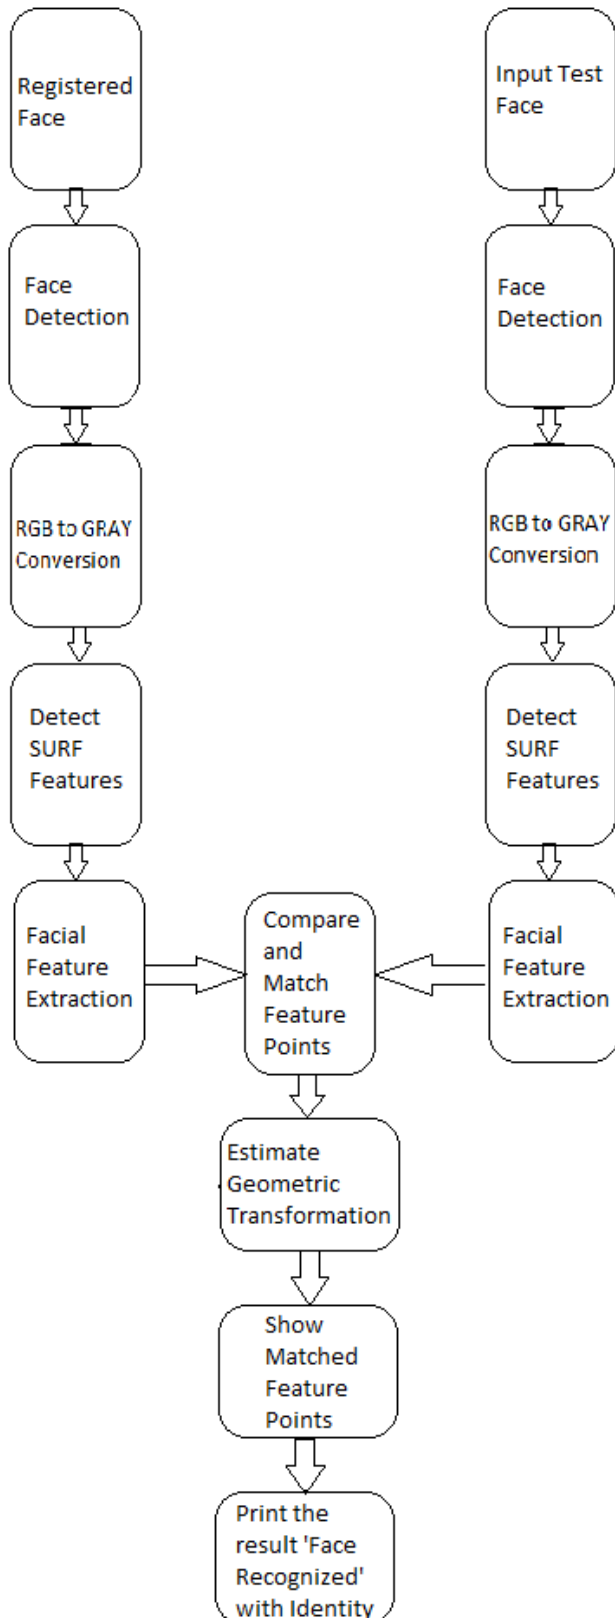 Registered
Face
Input Test
Face
Face
Detection
Face
Detection
RGB to GRAY
Conversion
RGB to GRAY
Conversion
Detect
SURF
Features
Detect
SURF
Features
Facial
Feature
Extraction
Compare
and
Match
Feature
Points
Facial
Feature
Extraction
Estimate
Geometric
Transformation
Show
Matched
Feature
Points
Print the
result 'Face
Recognized'
with Identity